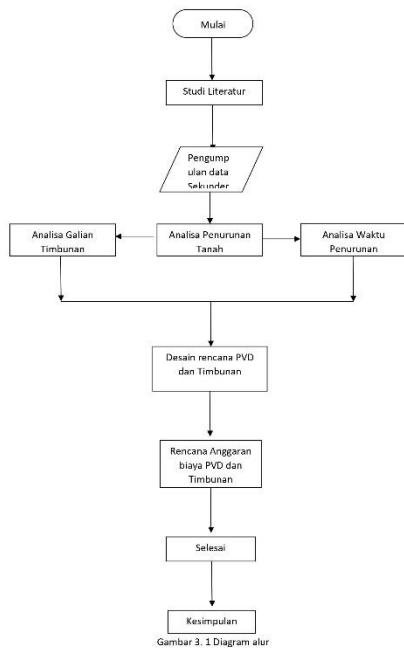 Mulai
Studi Literatur
Pengump
ulan data
Sekunder
Analisa Galian
Timbunan
Analisa Penurunan
Tanah
Analisa Waktu
Penurunan
Desain rencana PVD
dan Timbunan
Rencana Anggaran
biaya PVD dan
Timbunan
Selesai
Kesimpulan
Gambar 3. 1 Diagram alur